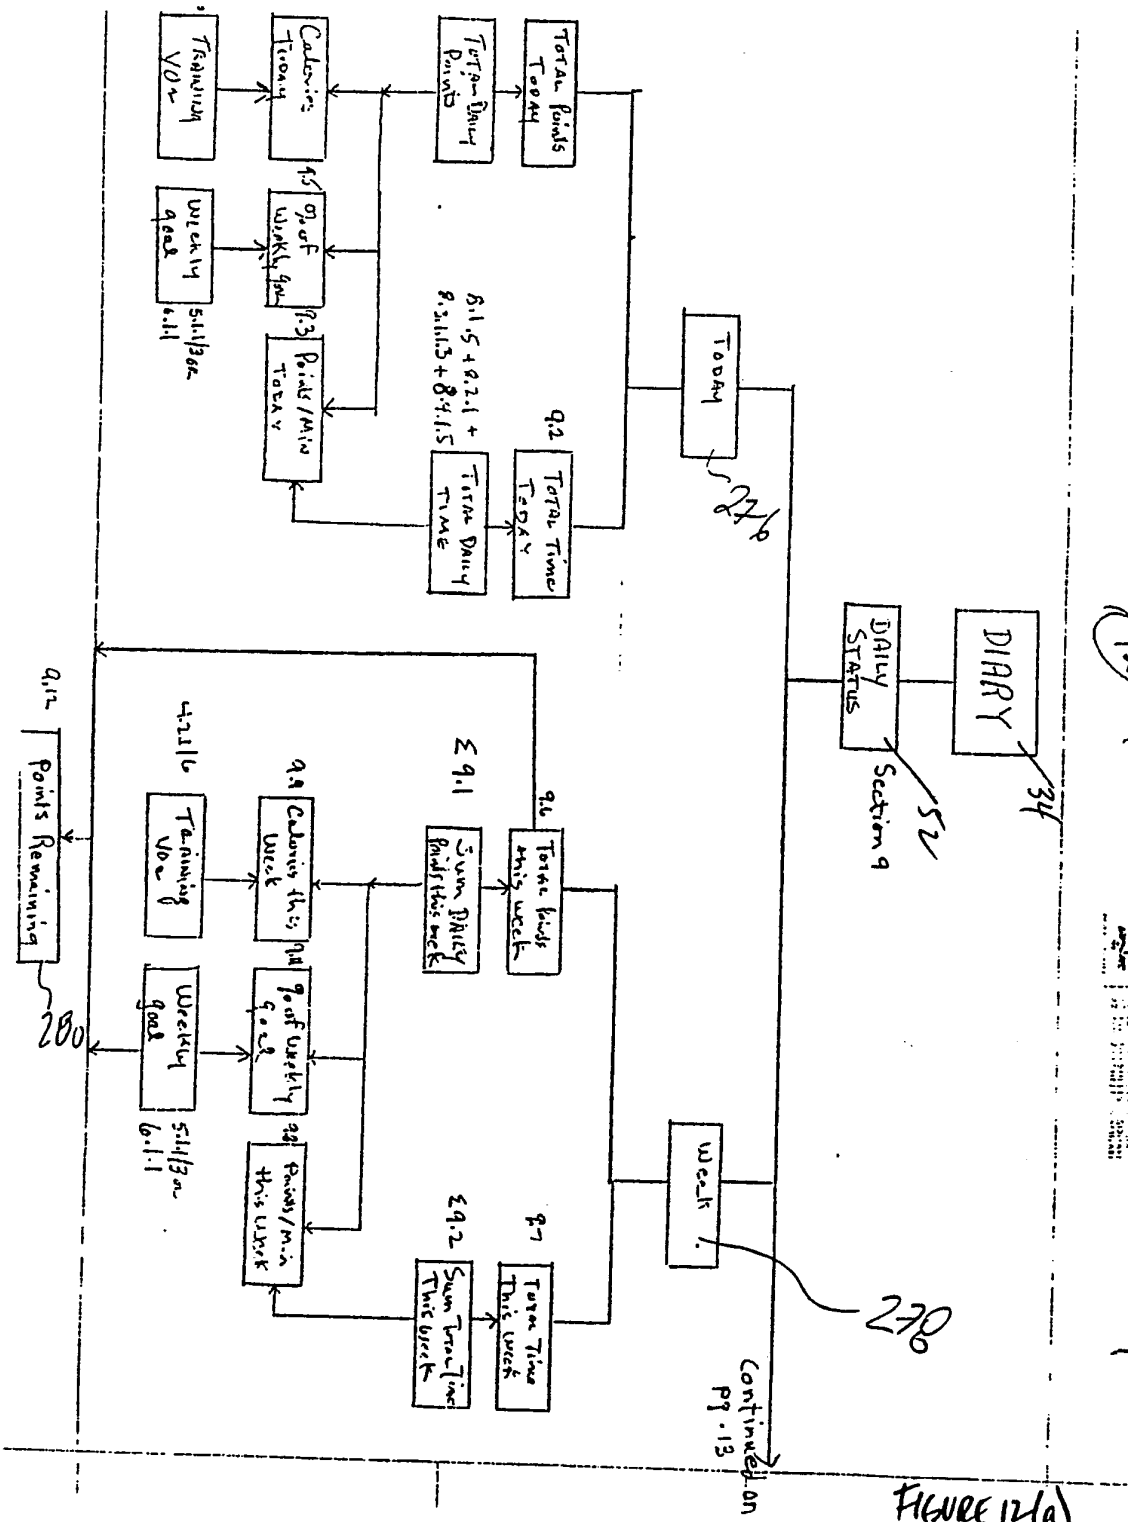 FIGURE 12(a)
DIARY
34
DAILY
STATUS
52
Section 9
Continued on
pg. 13
TODAY
276
Week
278
TOTAL Points
TODAY
9.2
TOTAL Time
TODAY
9.6
TOTAL Points
this week
9.7
TOTAL Time
This week
TOTAL DAILY
Points
8.1.5 + 8.2.1 +
8.3.1.1.3 + 8.4.1.5
TOTAL DAILY
TIME
Σ9.1
Sum DAILY
Points this week
Σ9.2
Sum Total Time
This week
Calories
TODAY
9.5
% of
Weekly goal
9.3
Points/Min
TODAY
9.9
Calories this
week
9.11
% of weekly
goal
9.8
Points/Min
this week
TRAINING
VO2
Weekly
goal
5.1.1/3 or
6.1.1
4.2.1/6
Training
VO2
Weekly
goal
5.1.1/3 or
6.1.1
9.12
Points Remaining
280